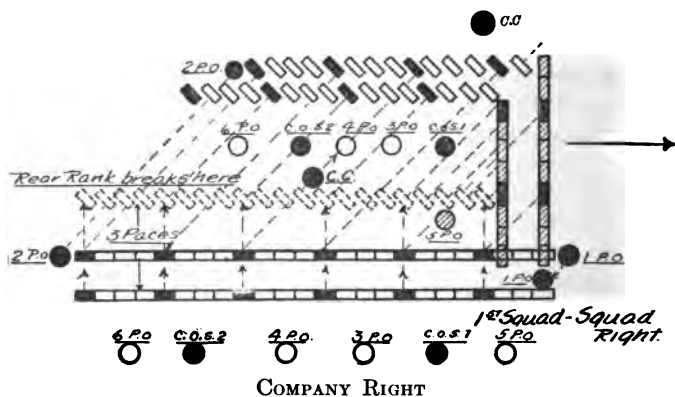 C.C
2 P.O.
6 P.O C.O.S.2 4 P.O 3 P.O C.O.S.1
C.C.
Rear Rank breaks here
5 P.O
3 Paces
2 P.O 1 P.O
1 P.O
1ST Squad-Squad
Right.
6 P.O C.O.S.2 4 P.O. 3 P.O C.O.S.1 5 P.O
COMPANY RIGHT